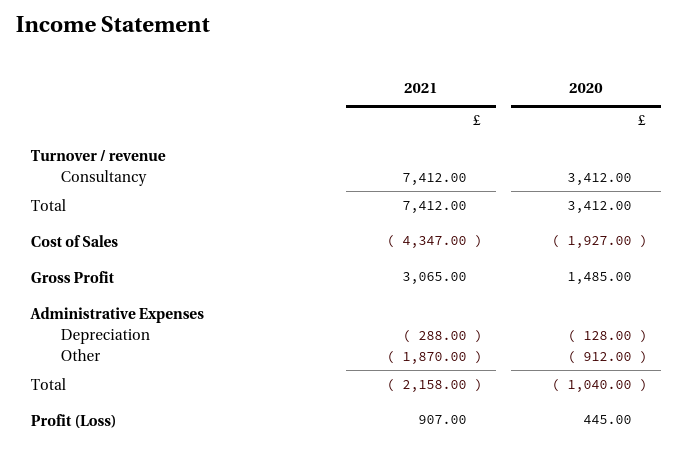 Income Statement
2021 2020
£ £
Turnover / revenue
Consultancy 7,412.00 3,412.00
Total 7,412.00 3,412.00
Cost of Sales ( 4,347.00 ) ( 1,927.00 )
Gross Profit 3,065.00 1,485.00
Administrative Expenses
Depreciation ( 288.00 ) ( 128.00 )
Other ( 1,870.00 ) ( 912.00 )
Total ( 2,158.00 ) ( 1,040.00 )
Profit (Loss) 907.00 445.00